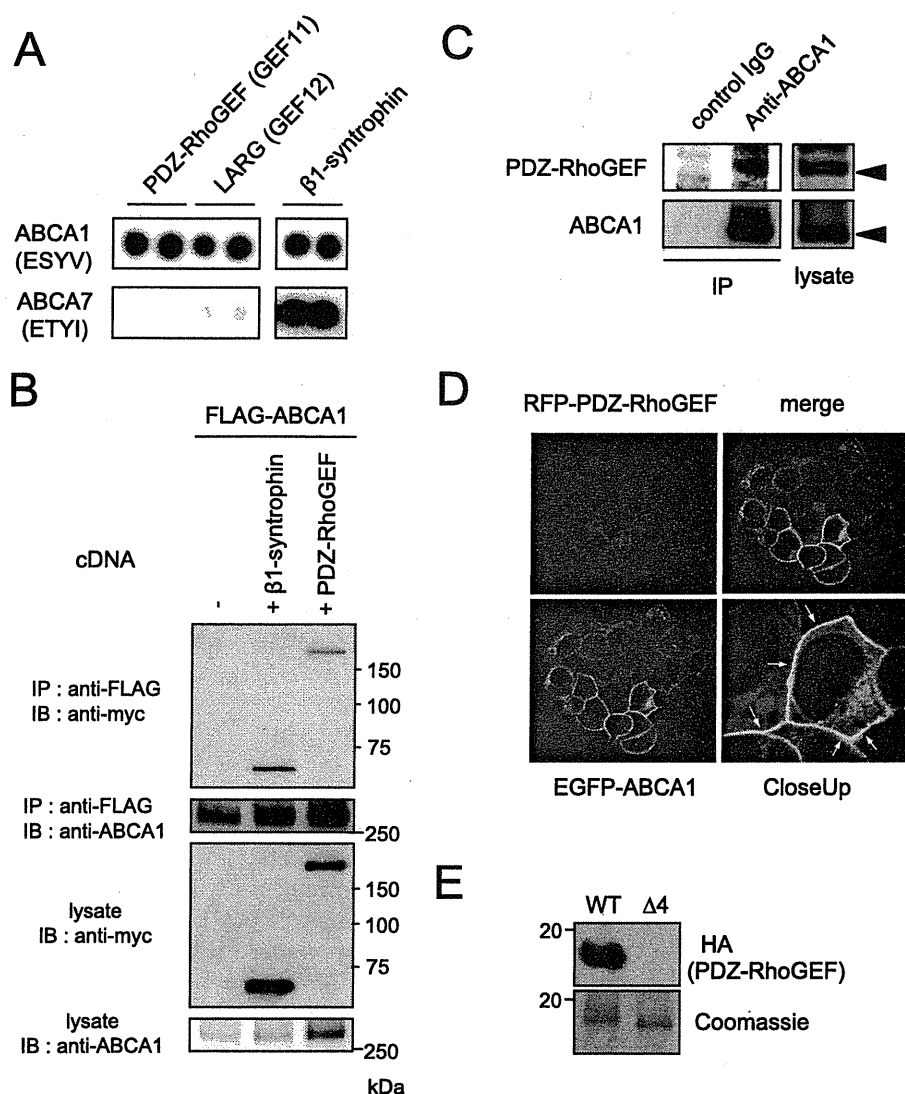 A
PDZ-RhoGEF (GEF11)
LARG (GEF12)
β1-syntrophin
ABCA1
(ESYV)
ABCA7
(ETYI)
B
FLAG-ABCA1
cDNA
-
+ β1-syntrophin
+ PDZ-RhoGEF
IP : anti-FLAG
IB : anti-myc
150
100
75
IP : anti-FLAG
IB : anti-ABCA1
250
lysate
IB : anti-myc
150
100
75
lysate
IB : anti-ABCA1
250
kDa
C
control IgG
Anti-ABCA1
PDZ-RhoGEF
ABCA1
IP
lysate
D
RFP-PDZ-RhoGEF
merge
EGFP-ABCA1
CloseUp
E
WT
Δ4
20
HA
(PDZ-RhoGEF)
20
Coomassie